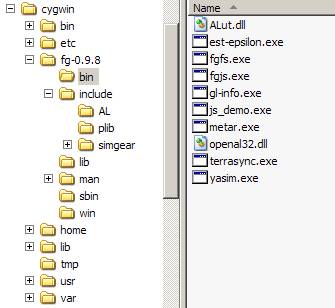 cygwin
bin
etc
fg-0.9.8
bin
include
AL
plib
simgear
lib
man
sbin
win
home
lib
tmp
usr
var
Name
ALut.dll
est-epsilon.exe
fgfs.exe
fgjs.exe
gl-info.exe
js_demo.exe
metar.exe
openal32.dll
terrasync.exe
yasim.exe